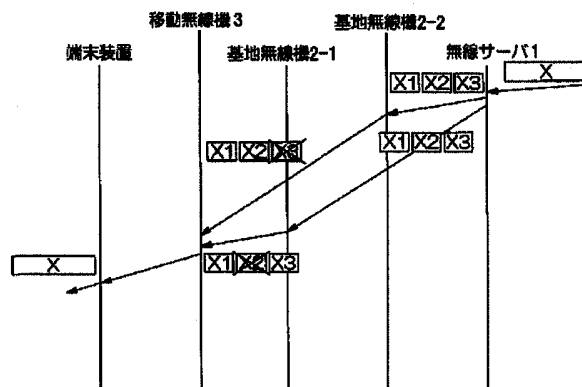 移動無線機3
基地無線機2-2
端末装置
基地無線機2-1
無線サーバ1
X
X1 X2 X3
X1 X2 X3
X1 X2 X3
X
X1 X2 X3